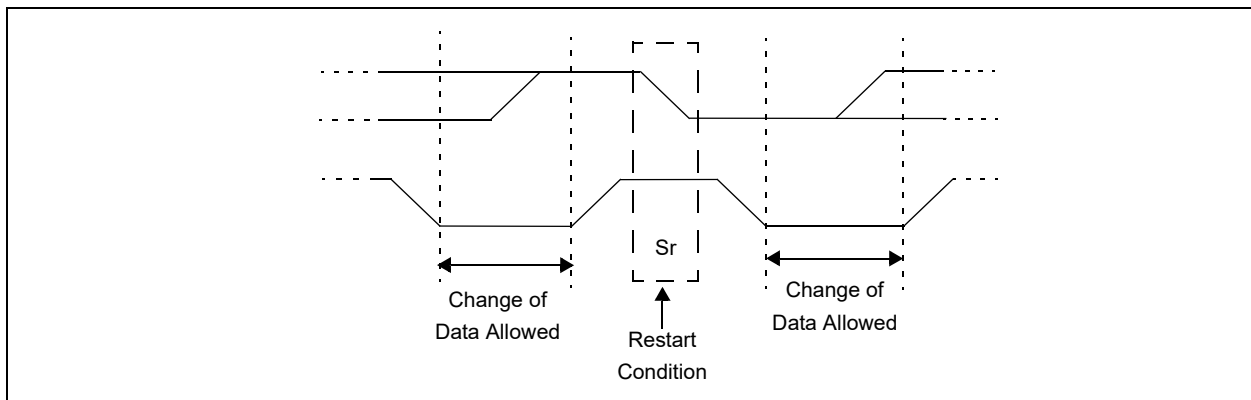 Sr
Change of
Data Allowed
Restart
Condition
Change of
Data Allowed